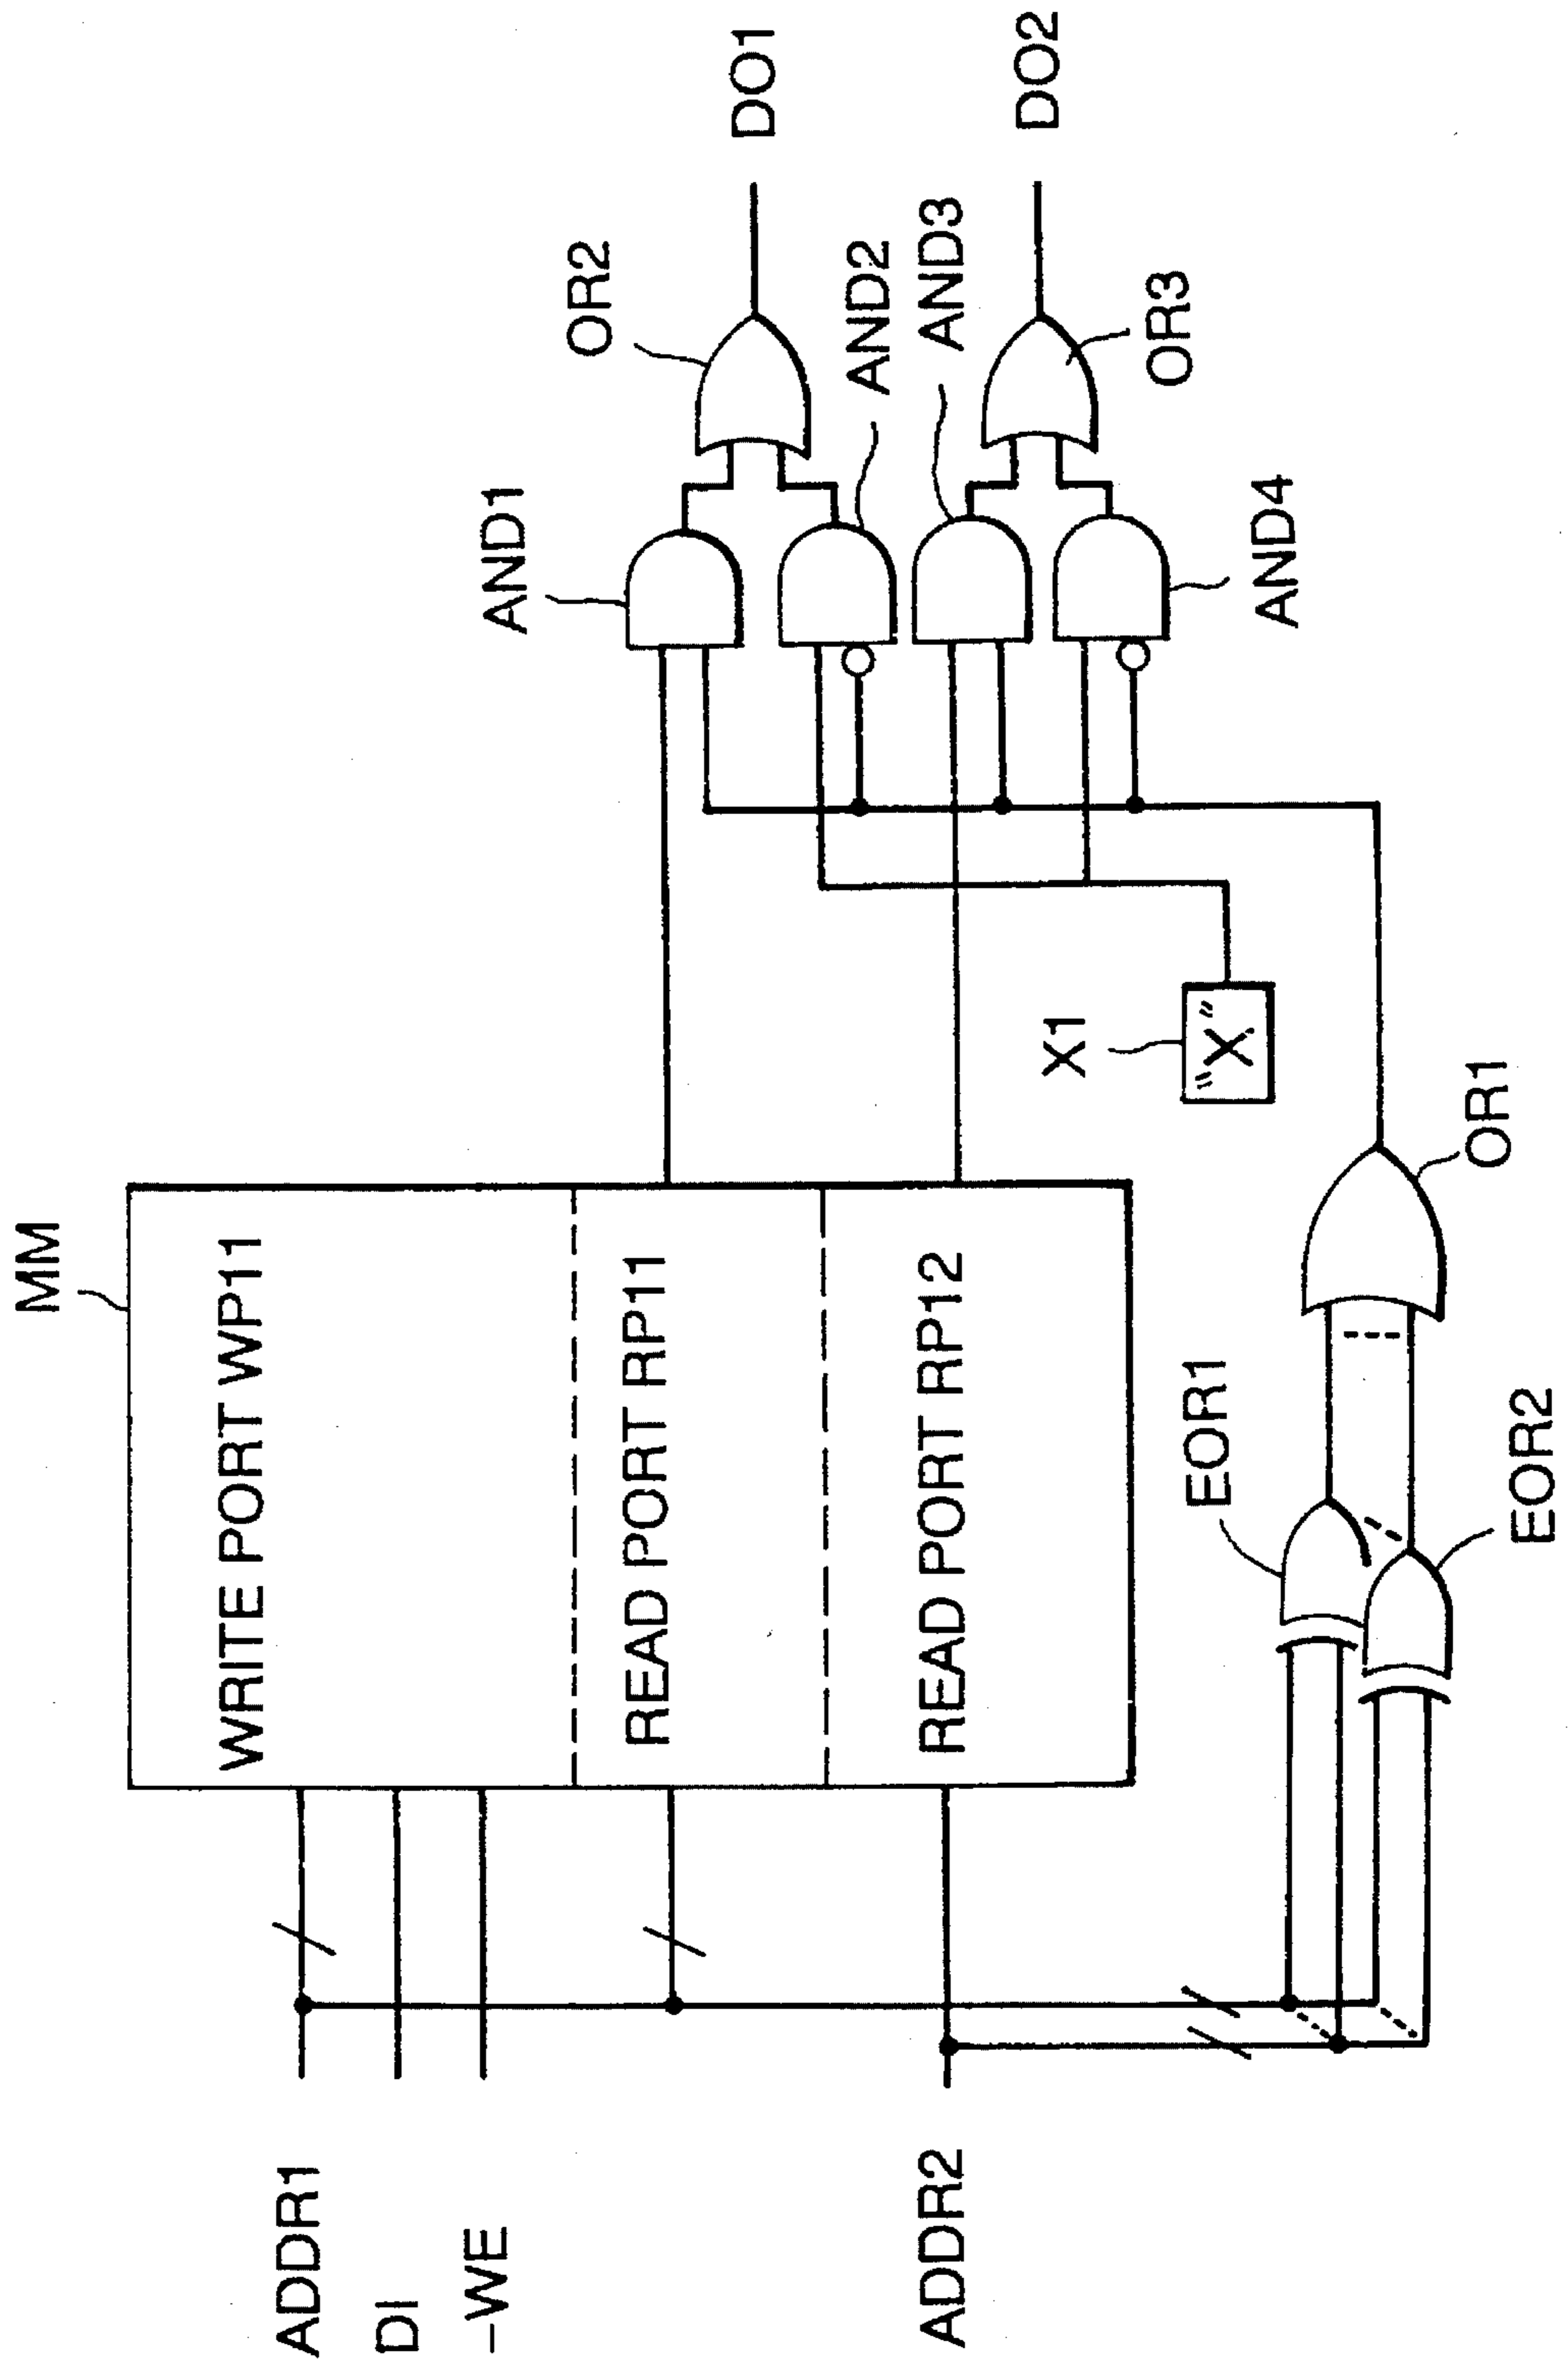 ADDR1
DI
-WE
ADDR2
MM
WRITE PORT WP11
READ PORT RP11
READ PORT RP12
EOR1
EOR2
OR1
X1
"X"
AND1
AND2
AND3
AND4
OR2
OR3
DO1
DO2